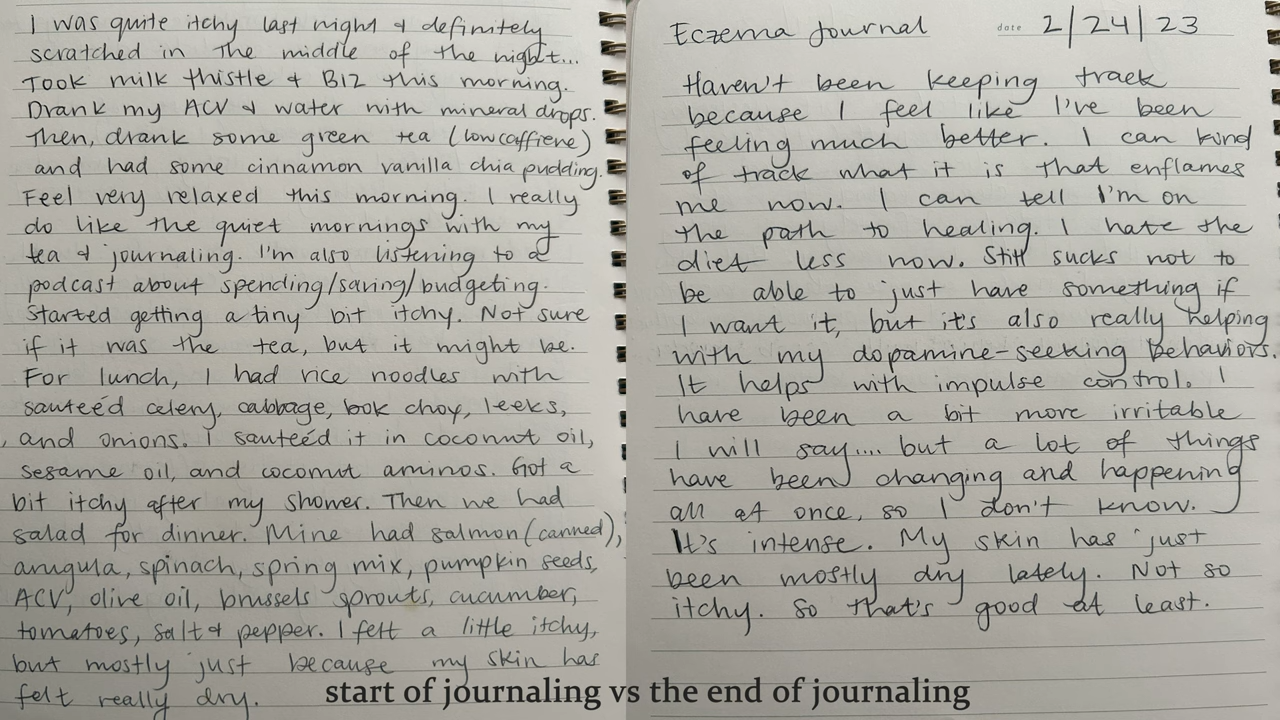 I was quite itchy last night & definitely
scratched in the middle of the night...
Took milk thistle & B12 this morning.
Drank my ACV & water with mineral drops.
Then, drank some green tea (low caffiene)
and had some cinnamon vanilla chia pudding.
Feel very relaxed this morning. I really
do like the quiet mornings with my
tea & journaling. I'm also listening to a
podcast about spending/saving/budgeting.
Started getting a tiny bit itchy. Not sure
if it was the tea, but it might be.
For lunch, I had rice noodles with
sauteéd celery, cabbage, bok choy, leeks,
and onions. I sauteéd it in coconut oil,
sesame oil, and coconut aminos. Got a
bit itchy after my shower. Then we had
salad for dinner. Mine had salmon (canned),
arugula, spinach, spring mix, pumpkin seeds,
ACV, olive oil, brussels sprouts, cucumber,
tomatoes, salt & pepper. I felt a little itchy,
but mostly just because my skin has
felt really dry.
Eczema Journal date 2/24/23
Haven't been keeping track
because I feel like I've been
feeling much better. I can kind
of track what it is that enflames
me now. I can tell I'm on
the path to healing. I hate the
diet less now. Still sucks not to
be able to just have something if
I want it, but it's also really helping
with my dopamine-seeking behaviors.
It helps with impulse control. I
have been a bit more irritable
I will say.... but a lot of things
have been changing and happening
all at once, so I don't know.
It's intense. My skin has just
been mostly dry lately. Not so
itchy. So that's good at least.
start of journaling vs the end of journaling